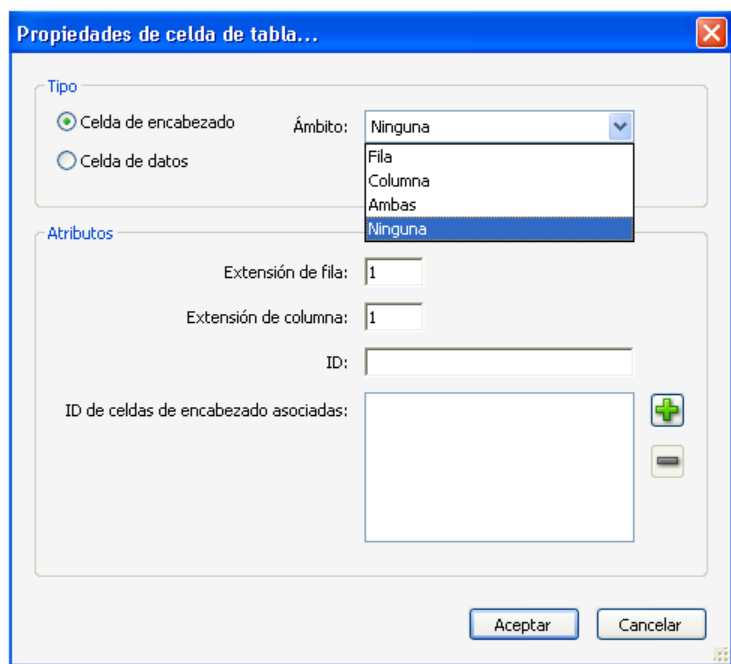 Propiedades de celda de tabla...
Tipo
Celda de encabezado
Ámbito:
Ninguna
Celda de datos
Fila
Columna
Ambas
Ninguna
Atributos
Extensión de fila: 1
Extensión de columna: 1
ID:
ID de celdas de encabezado asociadas:
Aceptar
Cancelar